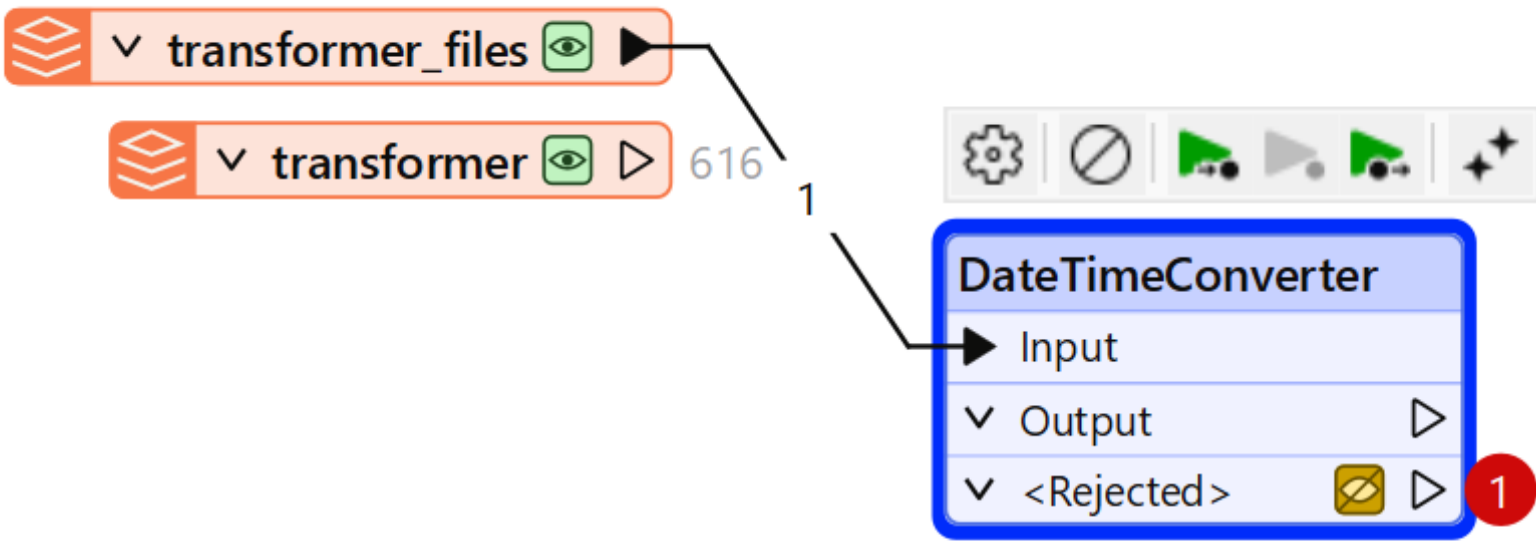 transformer_files
transformer
616
1
DateTimeConverter
Input
Output
<Rejected>
1